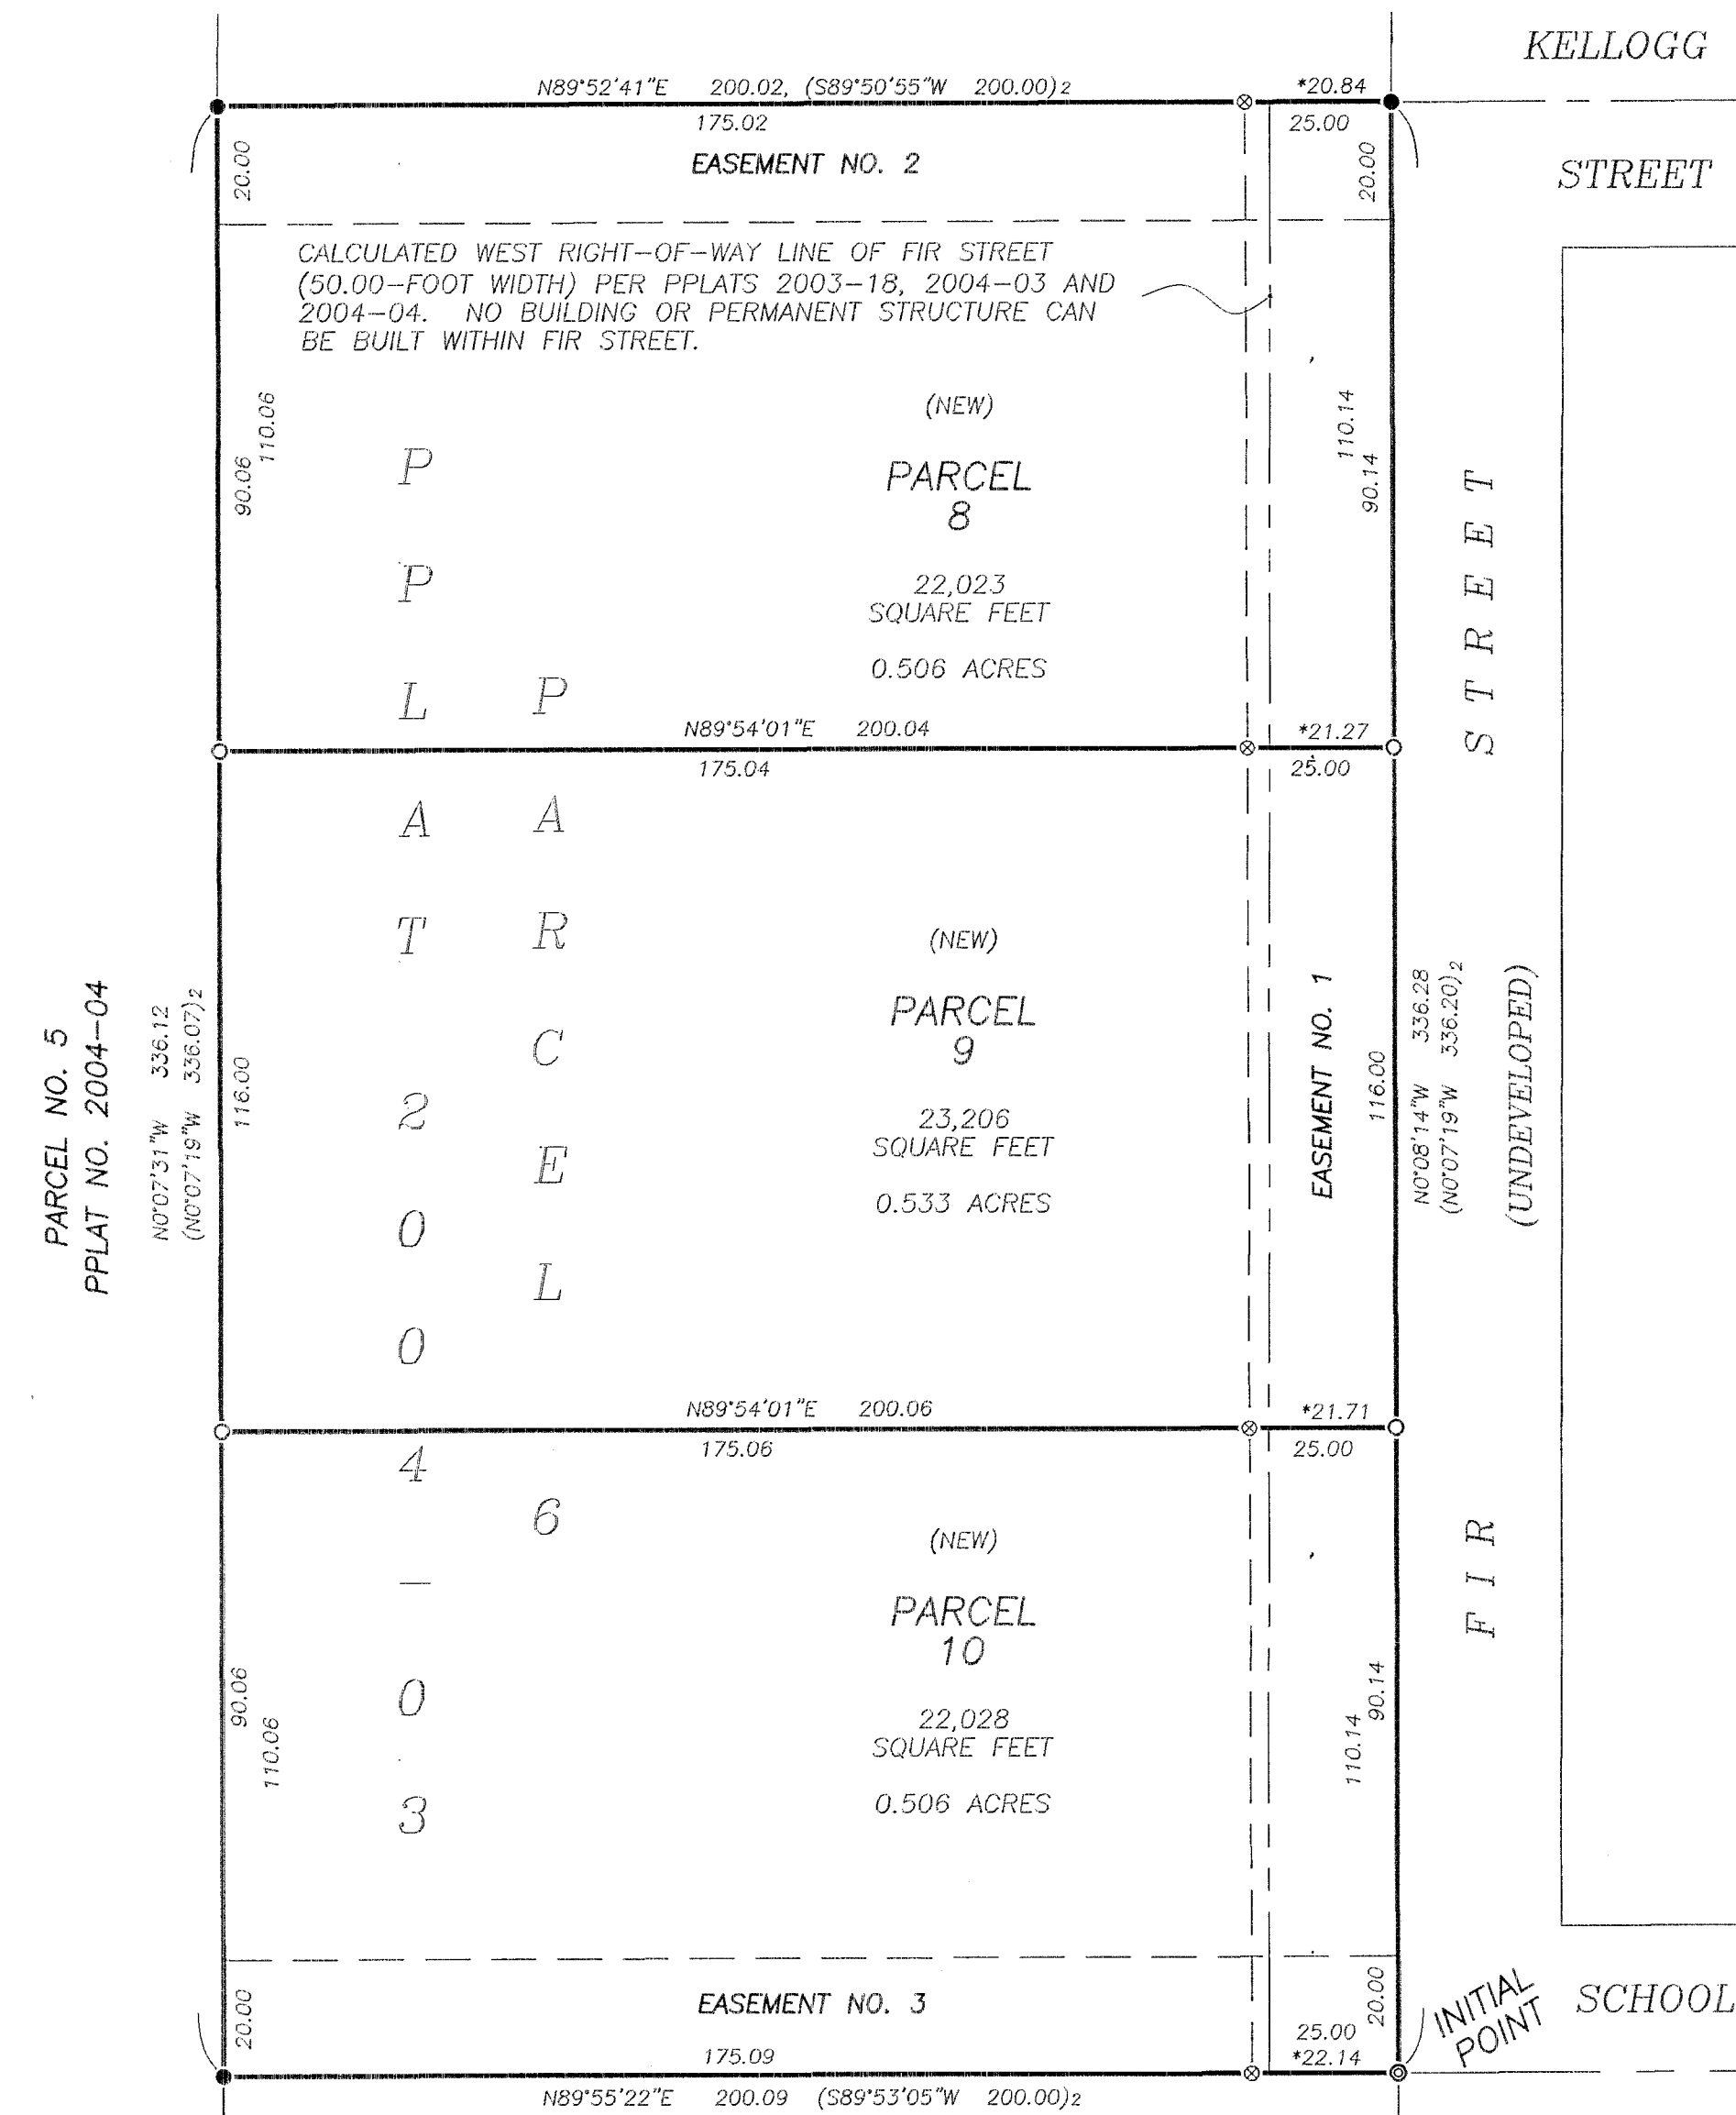 KELLOGG
STREET
N89°52'41"E 200.02, (S89°50'55"W 200.00)2
*20.84
175.02
25.00
20.00
EASEMENT NO. 2
20.00
CALCULATED WEST RIGHT-OF-WAY LINE OF FIR STREET
(50.00-FOOT WIDTH) PER PPLATS 2003-18, 2004-03 AND
2004-04. NO BUILDING OR PERMANENT STRUCTURE CAN
BE BUILT WITHIN FIR STREET.
90.06
110.06
(NEW)
PARCEL
8
22,023
SQUARE FEET
0.506 ACRES
110.14
90.14
N89°54'01"E 200.04
*21.27
175.04
25.00
PPLAT 2004-03
PARCEL 6
PARCEL NO. 5
PPLAT NO. 2004-04
N0°07'31"W 336.12
(N0°07'19"W 336.07)2
116.00
(NEW)
PARCEL
9
23,206
SQUARE FEET
0.533 ACRES
EASEMENT NO. 1
116.00
N0°08'14"W 336.28
(N0°07'19"W 336.20)2
FIR STREET
(UNDEVELOPED)
N89°54'01"E 200.06
*21.71
175.06
25.00
(NEW)
PARCEL
10
22,028
SQUARE FEET
0.506 ACRES
90.06
110.06
110.14
90.14
20.00
EASEMENT NO. 3
20.00
INITIAL
POINT
SCHOOL
175.09
25.00
*22.14
N89°55'22"E 200.09 (S89°53'05"W 200.00)2